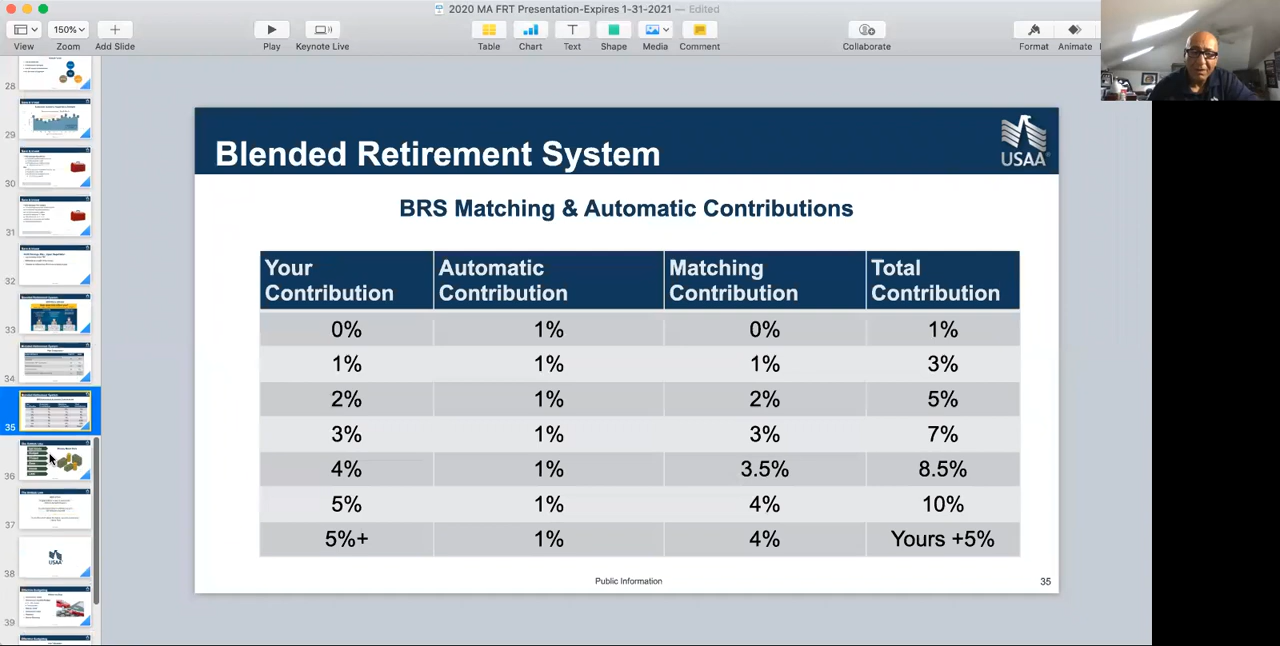 2020 MA FRT Presentation-Expires 1-31-2021 — Edited
150%
View Zoom Add Slide Play Keynote Live Table Chart Text Shape Media Comment Collaborate Format Animate
28
29
30
31
32
33
34
35
36
37
38
39
USAA
Blended Retirement System
USAA
BRS Matching & Automatic Contributions
Your Contribution Automatic Contribution Matching Contribution Total Contribution
0% 1% 0% 1%
1% 1% 1% 3%
2% 1% 2% 5%
3% 1% 3% 7%
4% 1% 3.5% 8.5%
5% 1% 4% 10%
5%+ 1% 4% Yours +5%
Public Information
35